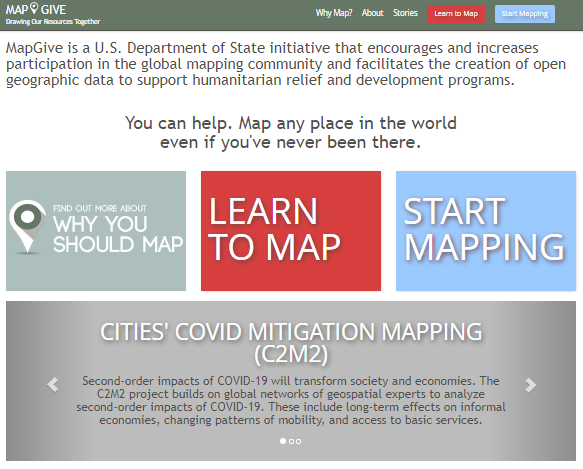 MAP GIVE
Drawing Our Resources Together
Why Map? About Stories Learn to Map Start Mapping
MapGive is a U.S. Department of State initiative that encourages and increases
participation in the global mapping community and facilitates the creation of open
geographic data to support humanitarian relief and development programs.
You can help. Map any place in the world
even if you've never been there.
FIND OUT MORE ABOUT
WHY YOU
SHOULD MAP
LEARN
TO MAP
START
MAPPING
CITIES' COVID MITIGATION MAPPING
(C2M2)
Second-order impacts of COVID-19 will transform society and economies. The
C2M2 project builds on global networks of geospatial experts to analyze
second-order impacts of COVID-19. These include long-term effects on informal
economies, changing patterns of mobility, and access to basic services.